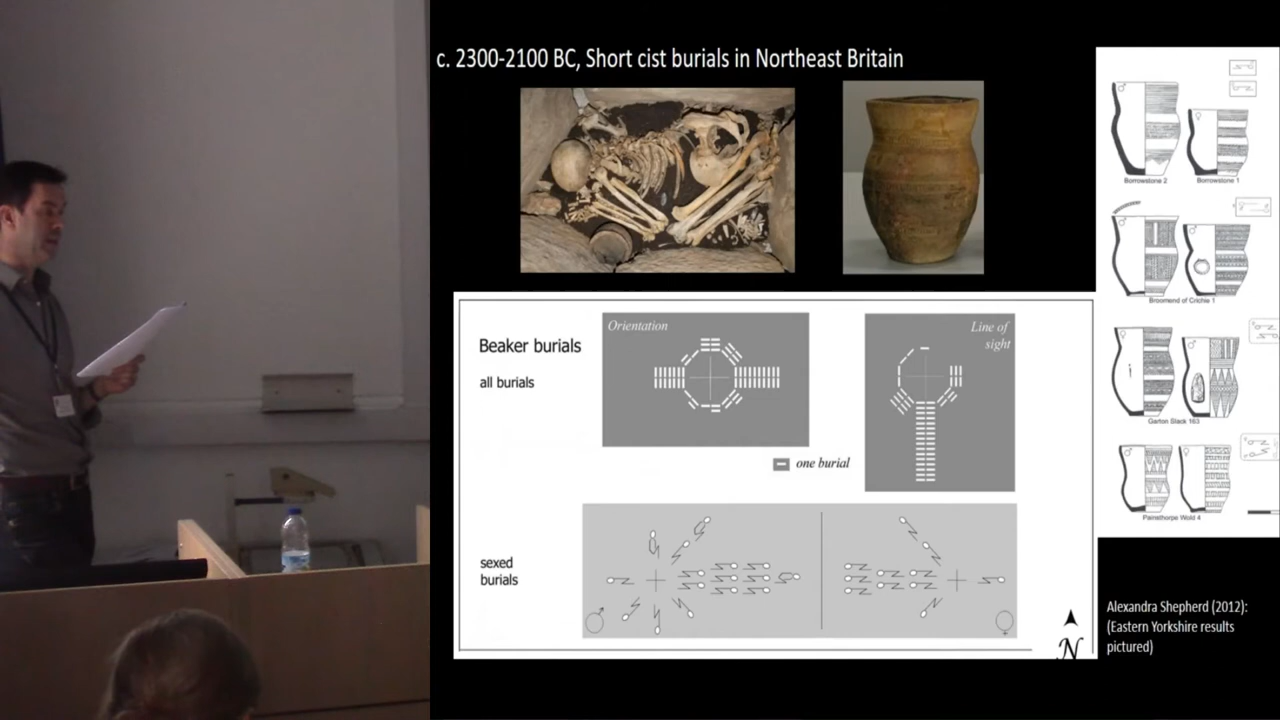 c. 2300-2100 BC, Short cist burials in Northeast Britain
Borrowstone 2
Borrowstone 1
Broomend of Crichie 1
Garton Slack 163
Painsthorpe Wold 4
Beaker burials
all burials
Orientation
Line of
sight
one burial
sexed
burials
N
Alexandra Shepherd (2012):
(Eastern Yorkshire results
pictured)